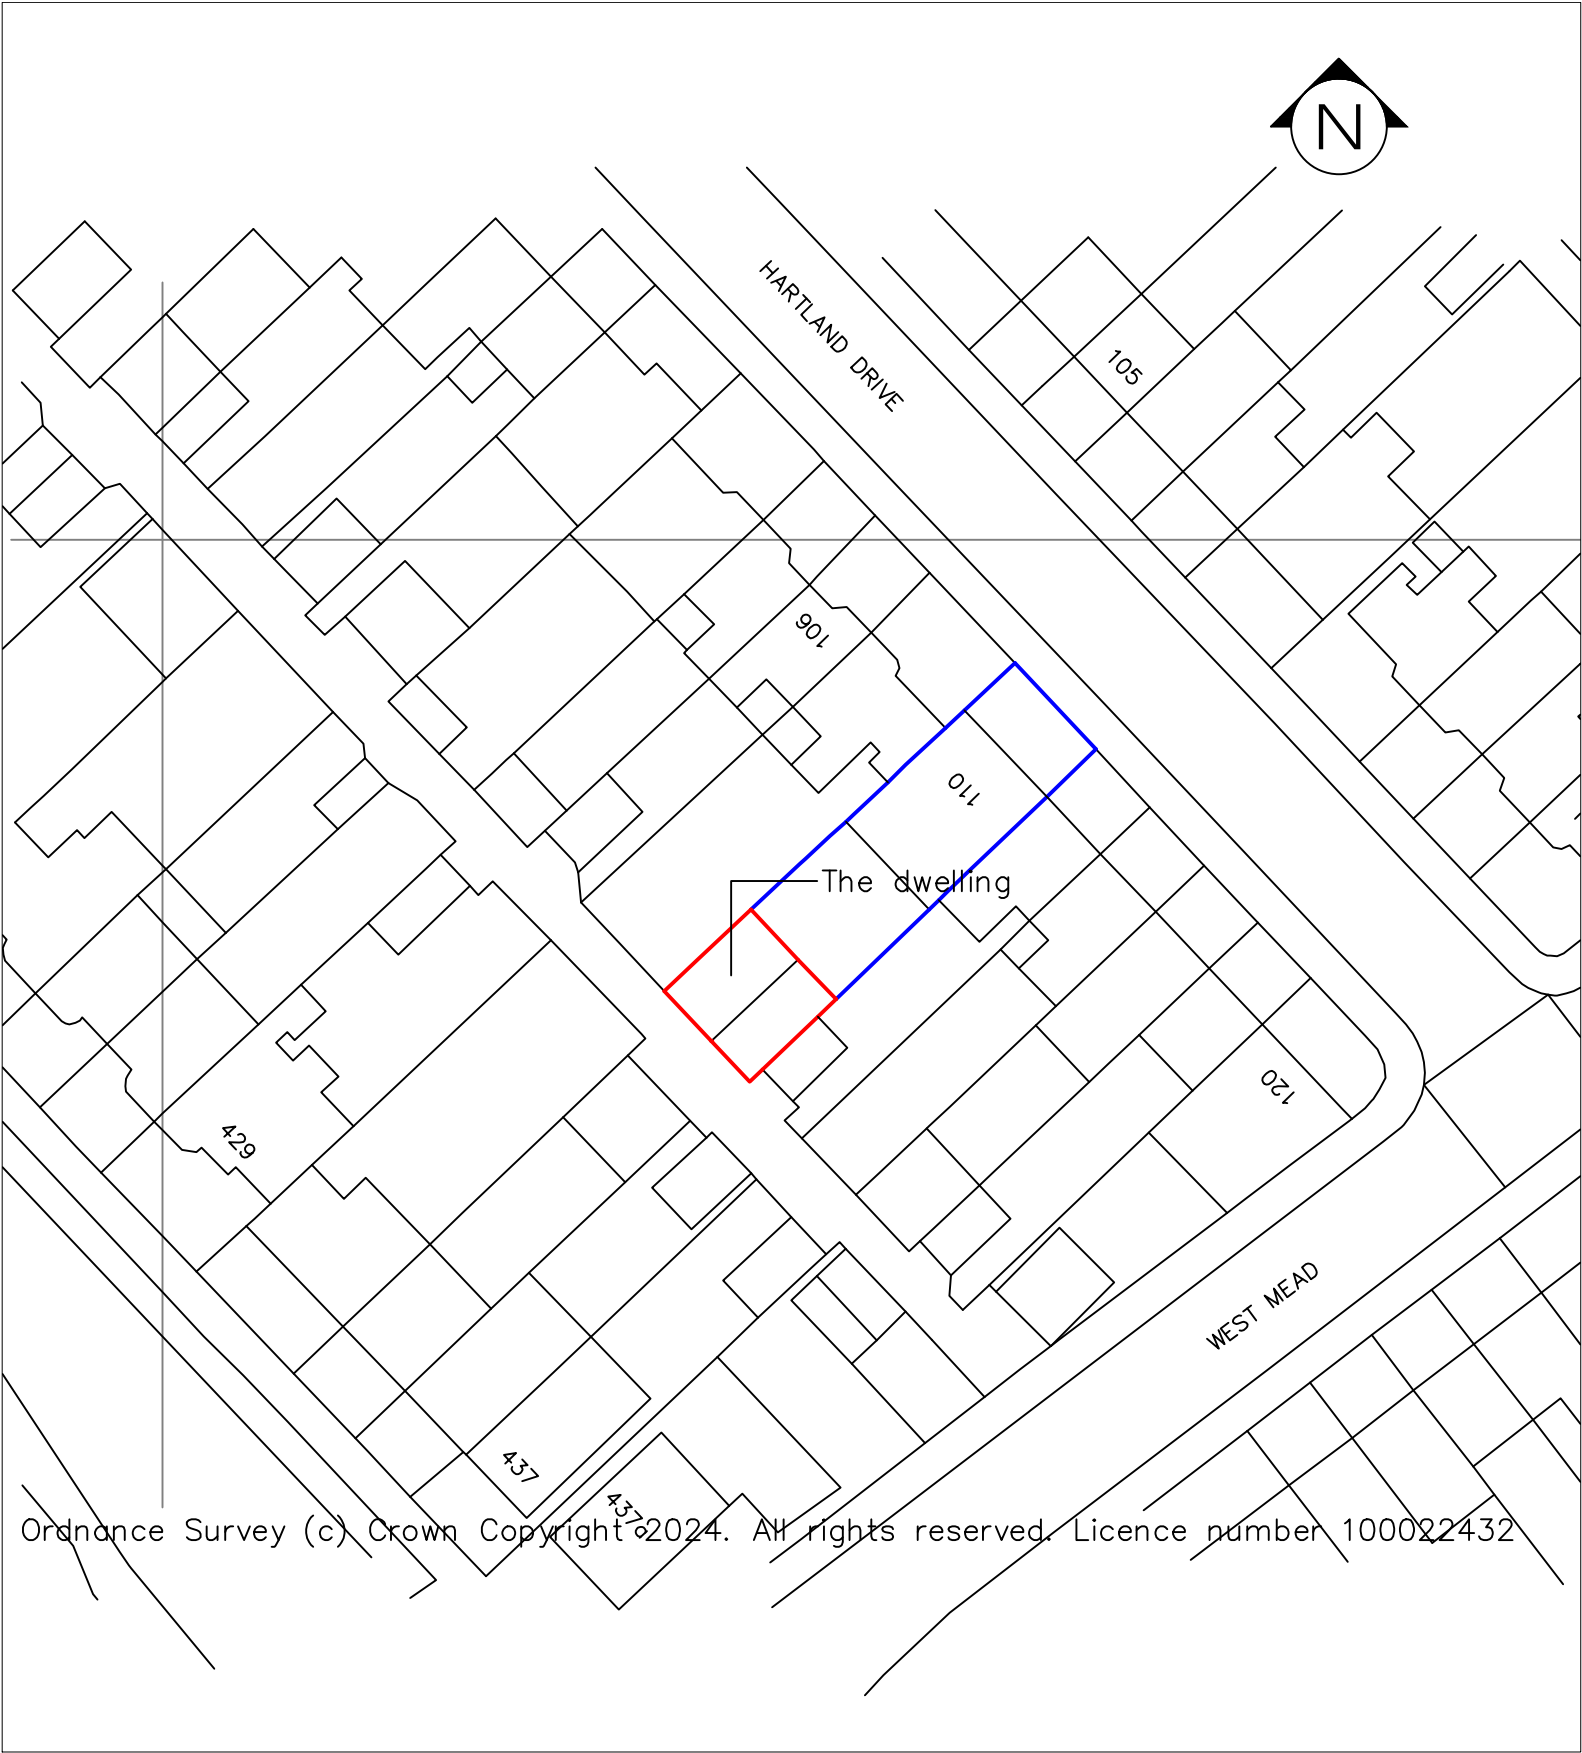 N
HARTLAND DRIVE
105
106
110
The dwelling
120
429
WEST MEAD
437
437a
Ordnance Survey (c) Crown Copyright 2024. All rights reserved. Licence number 100022432